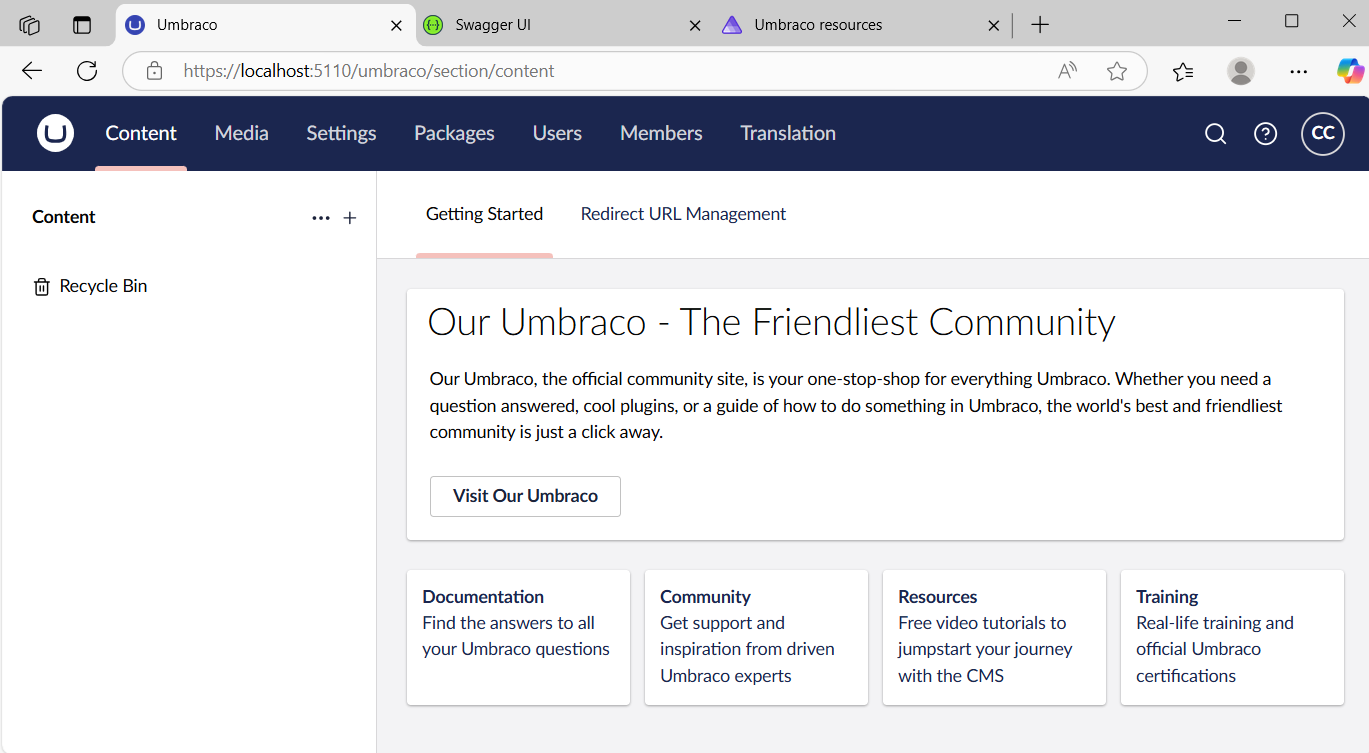 Umbraco
Swagger UI
Umbraco resources
https://localhost:5110/umbraco/section/content
Content Media Settings Packages Users Members Translation CC
Content
Recycle Bin
Getting Started Redirect URL Management
Our Umbraco - The Friendliest Community
Our Umbraco, the official community site, is your one-stop-shop for everything Umbraco. Whether you need a
question answered, cool plugins, or a guide of how to do something in Umbraco, the world's best and friendliest
community is just a click away.
Visit Our Umbraco
Documentation
Find the answers to all
your Umbraco questions
Community
Get support and
inspiration from driven
Umbraco experts
Resources
Free video tutorials to
jumpstart your journey
with the CMS
Training
Real-life training and
official Umbraco
certifications